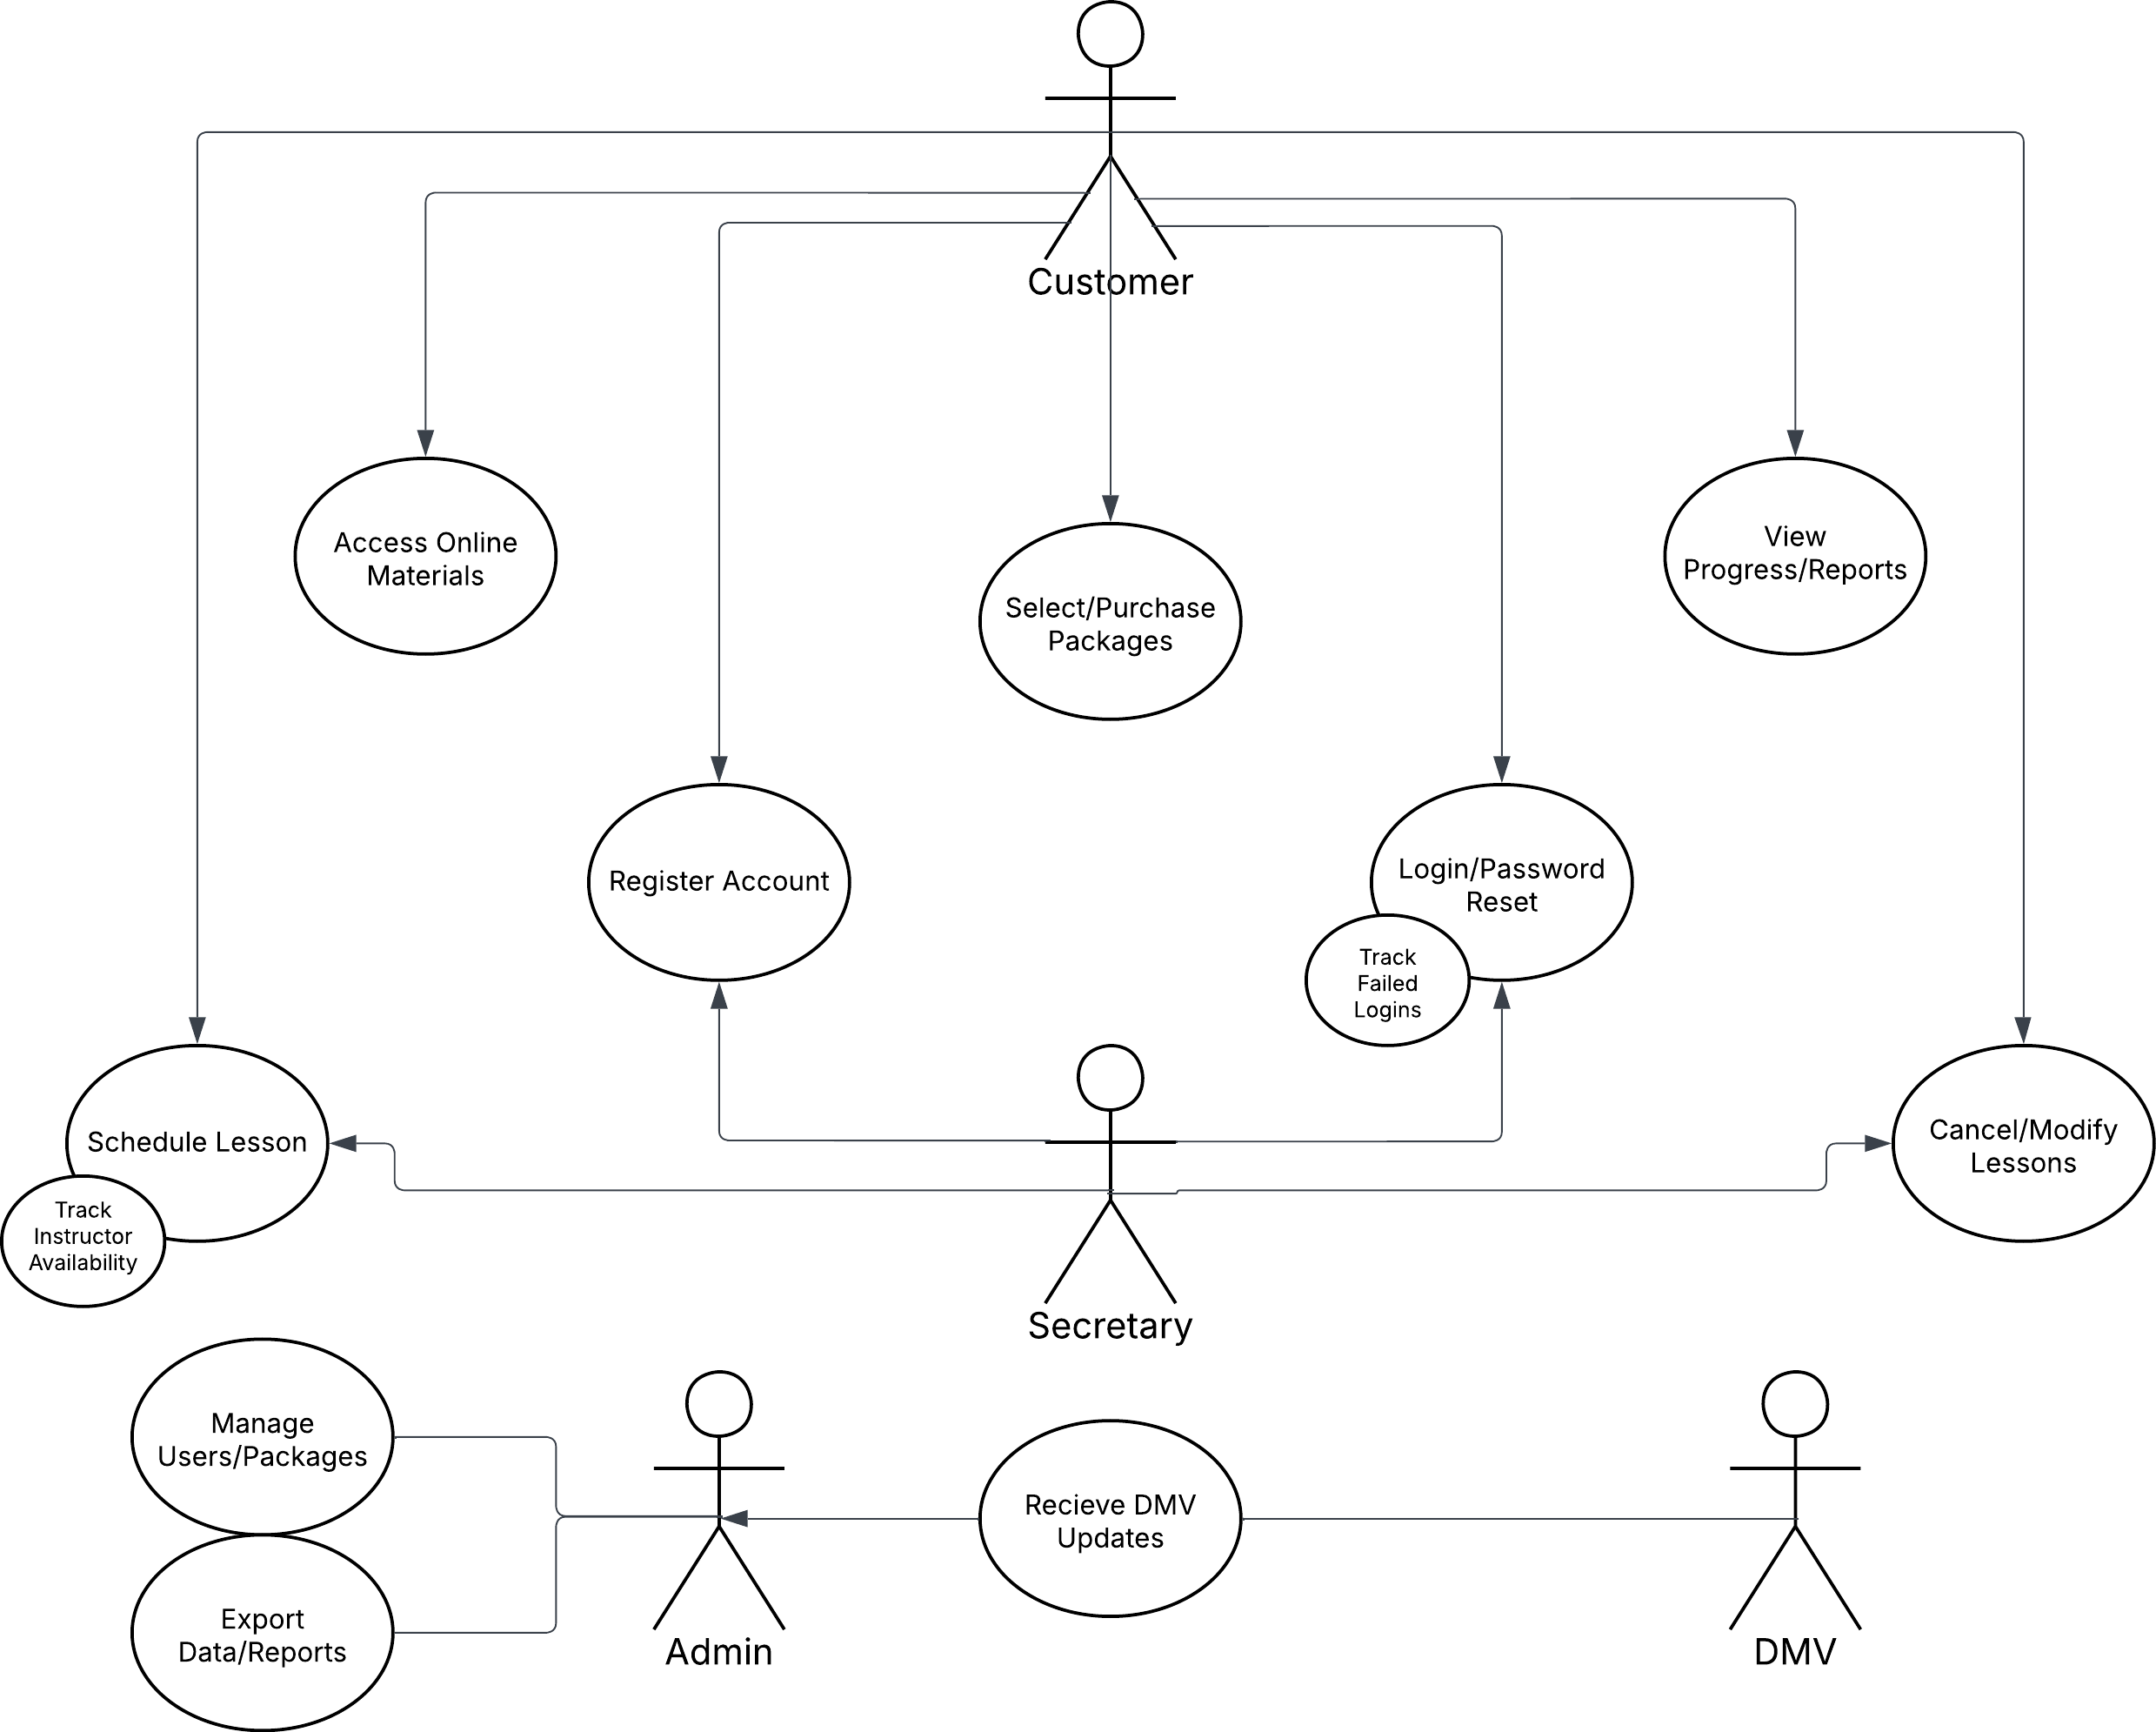 Customer
Access Online
Materials
Select/Purchase
Packages
View
Progress/Reports
Register Account
Login/Password
Reset
Track
Failed
Logins
Schedule Lesson
Track
Instructor
Availability
Cancel/Modify
Lessons
Secretary
Manage
Users/Packages
Export
Data/Reports
Admin
Recieve DMV
Updates
DMV